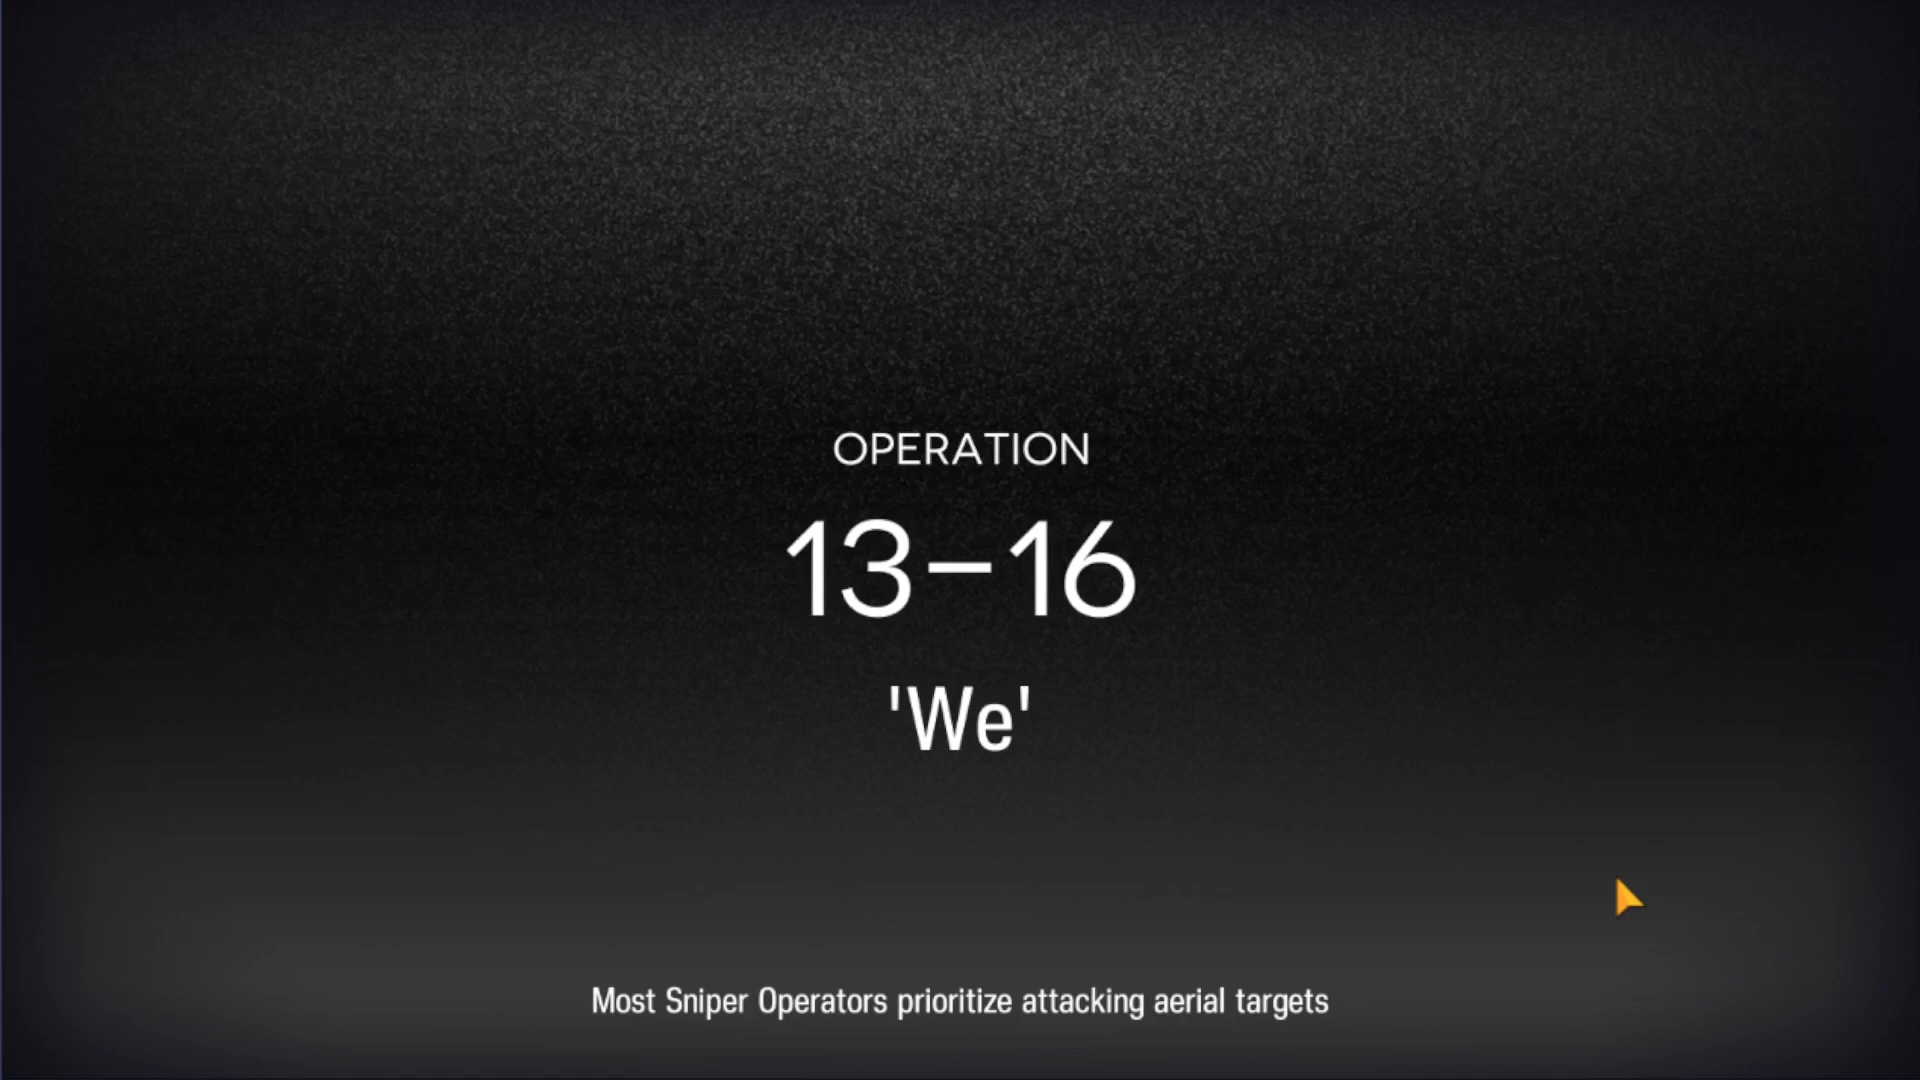 OPERATION
13-16
'We'
Most Sniper Operators prioritize attacking aerial targets